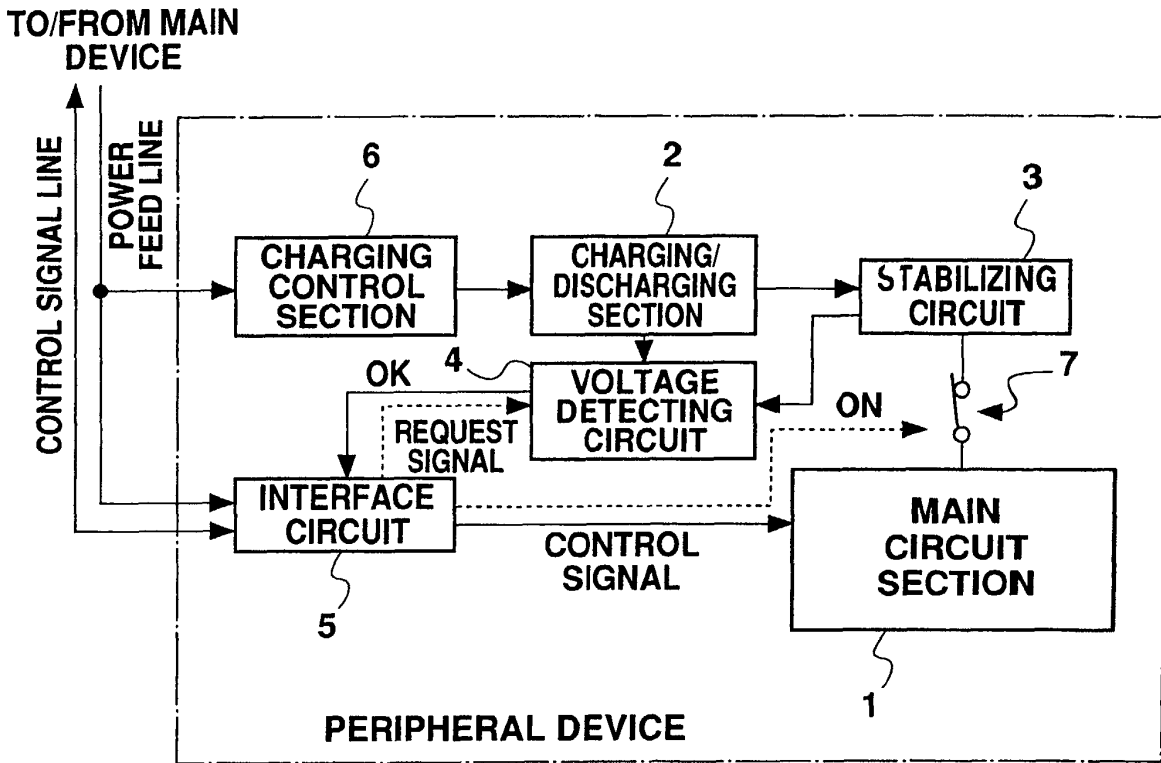 TO/FROM MAIN
DEVICE
CONTROL SIGNAL LINE
POWER
FEED LINE
6
2
3
CHARGING
CONTROL
SECTION
CHARGING/
DISCHARGING
SECTION
STABILIZING
CIRCUIT
4
OK
VOLTAGE
DETECTING
CIRCUIT
7
ON
REQUEST
SIGNAL
INTERFACE
CIRCUIT
CONTROL
SIGNAL
MAIN
CIRCUIT
SECTION
5
1
PERIPHERAL DEVICE